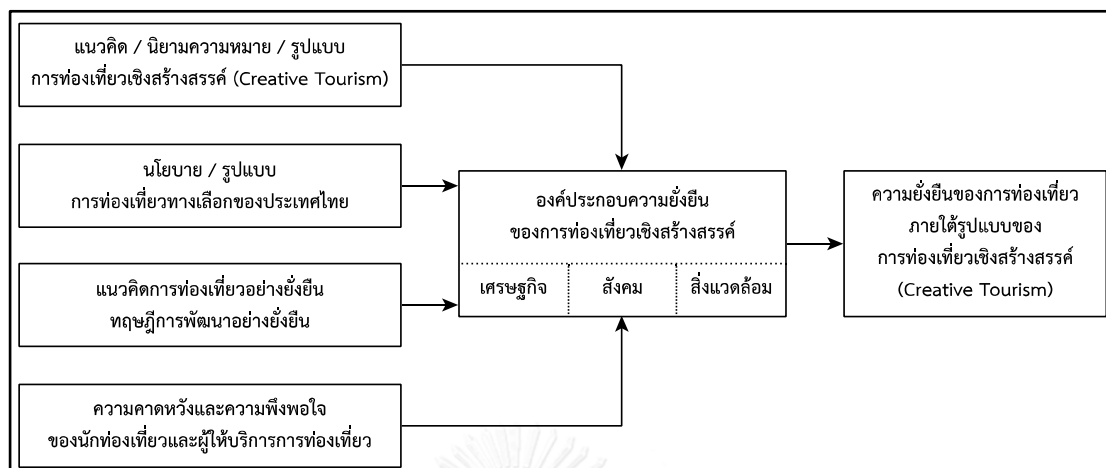 แนวคิด / นิยามความหมาย / รูปแบบ
การท่องเที่ยวเชิงสร้างสรรค์ (Creative Tourism)
นโยบาย / รูปแบบ
การท่องเที่ยวทางเลือกของประเทศไทย
แนวคิดการท่องเที่ยวอย่างยั่งยืน
ทฤษฎีการพัฒนาอย่างยั่งยืน
ความคาดหวังและความพึงพอใจ
ของนักท่องเที่ยวและผู้ให้บริการการท่องเที่ยว
องค์ประกอบความยั่งยืน
ของการท่องเที่ยวเชิงสร้างสรรค์
เศรษฐกิจ สังคม สิ่งแวดล้อม
ความยั่งยืนของการท่องเที่ยว
ภายใต้รูปแบบของ
การท่องเที่ยวเชิงสร้างสรรค์
(Creative Tourism)